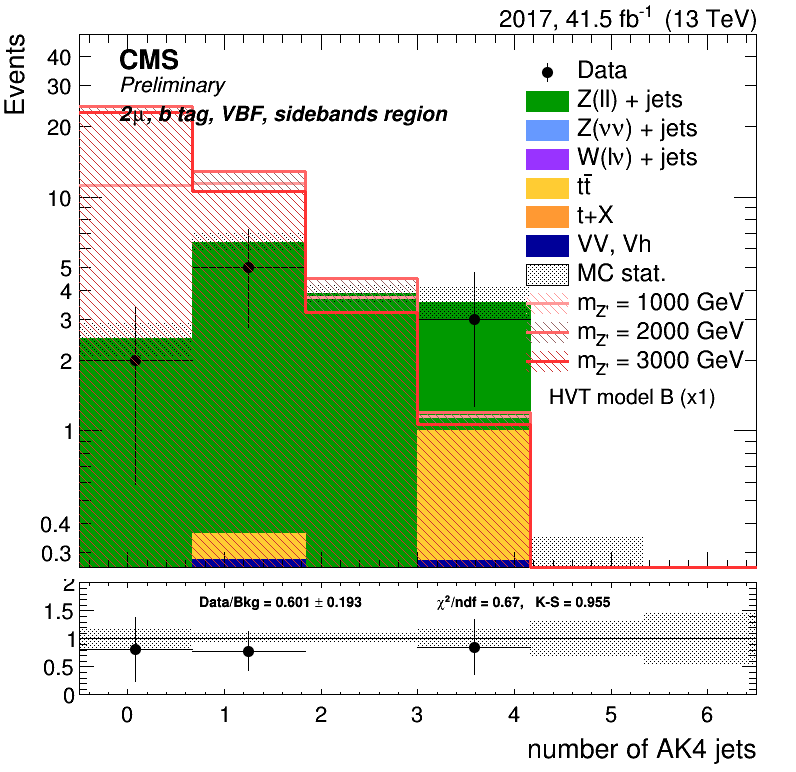 2017, 41.5 fb⁻¹ (13 TeV)
Events
CMS
Preliminary
2μ, b tag, VBF, sidebands region
Data
Z(ll) + jets
Z(νν) + jets
W(lν) + jets
tt̄
t+X
VV, Vh
MC stat.
m_Z' = 1000 GeV
m_Z' = 2000 GeV
m_Z' = 3000 GeV
HVT model B (x1)
40
30
20
10
5
4
3
2
1
0.4
0.3
Data/Bkg = 0.601 ± 0.193 χ²/ndf = 0.67, K-S = 0.955
2
1.5
1
0.5
0
0 1 2 3 4 5 6
number of AK4 jets